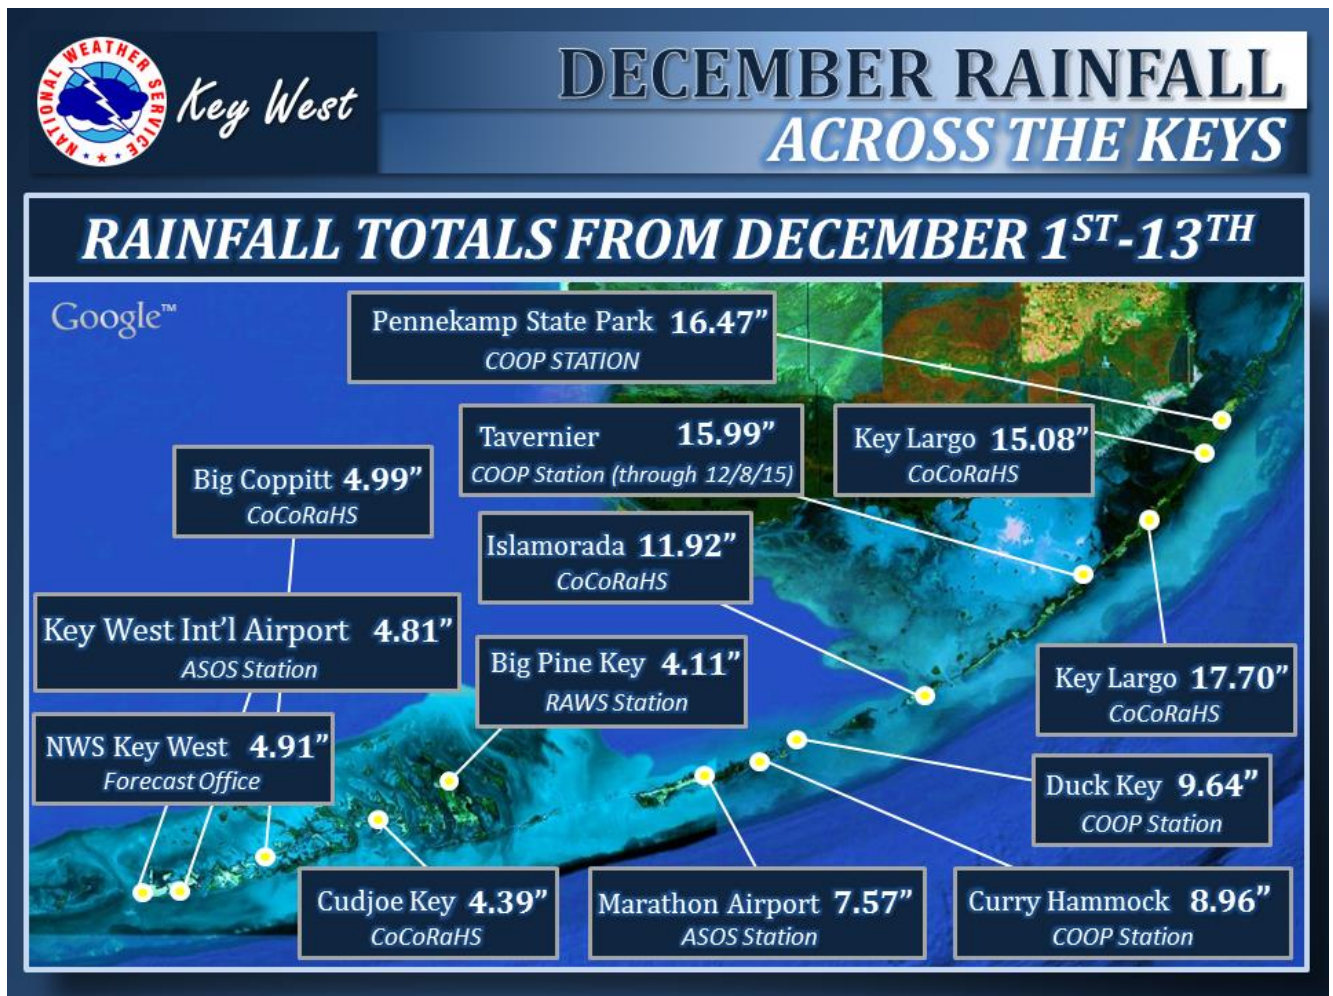 NATIONAL WEATHER SERVICE
Key West
DECEMBER RAINFALL
ACROSS THE KEYS
RAINFALL TOTALS FROM DECEMBER 1ST-13TH
Google™
Pennekamp State Park 16.47”
COOP STATION
Tavernier 15.99”
COOP Station (through 12/8/15)
Key Largo 15.08”
CoCoRaHS
Big Coppitt 4.99”
CoCoRaHS
Islamorada 11.92”
CoCoRaHS
Key West Int’l Airport 4.81”
ASOS Station
Big Pine Key 4.11”
RAWS Station
Key Largo 17.70”
CoCoRaHS
NWS Key West 4.91”
Forecast Office
Duck Key 9.64”
COOP Station
Cudjoe Key 4.39”
CoCoRaHS
Marathon Airport 7.57”
ASOS Station
Curry Hammock 8.96”
COOP Station